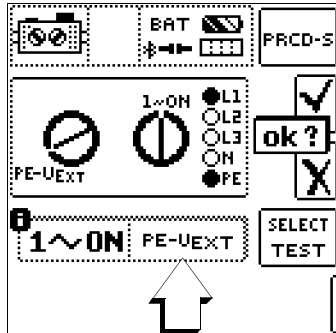 BAT
PRCD-S
1~ON
L1
L2
L3
N
PE
PE-UEXT
ok ?
1~ON PE-UEXT
SELECT
TEST